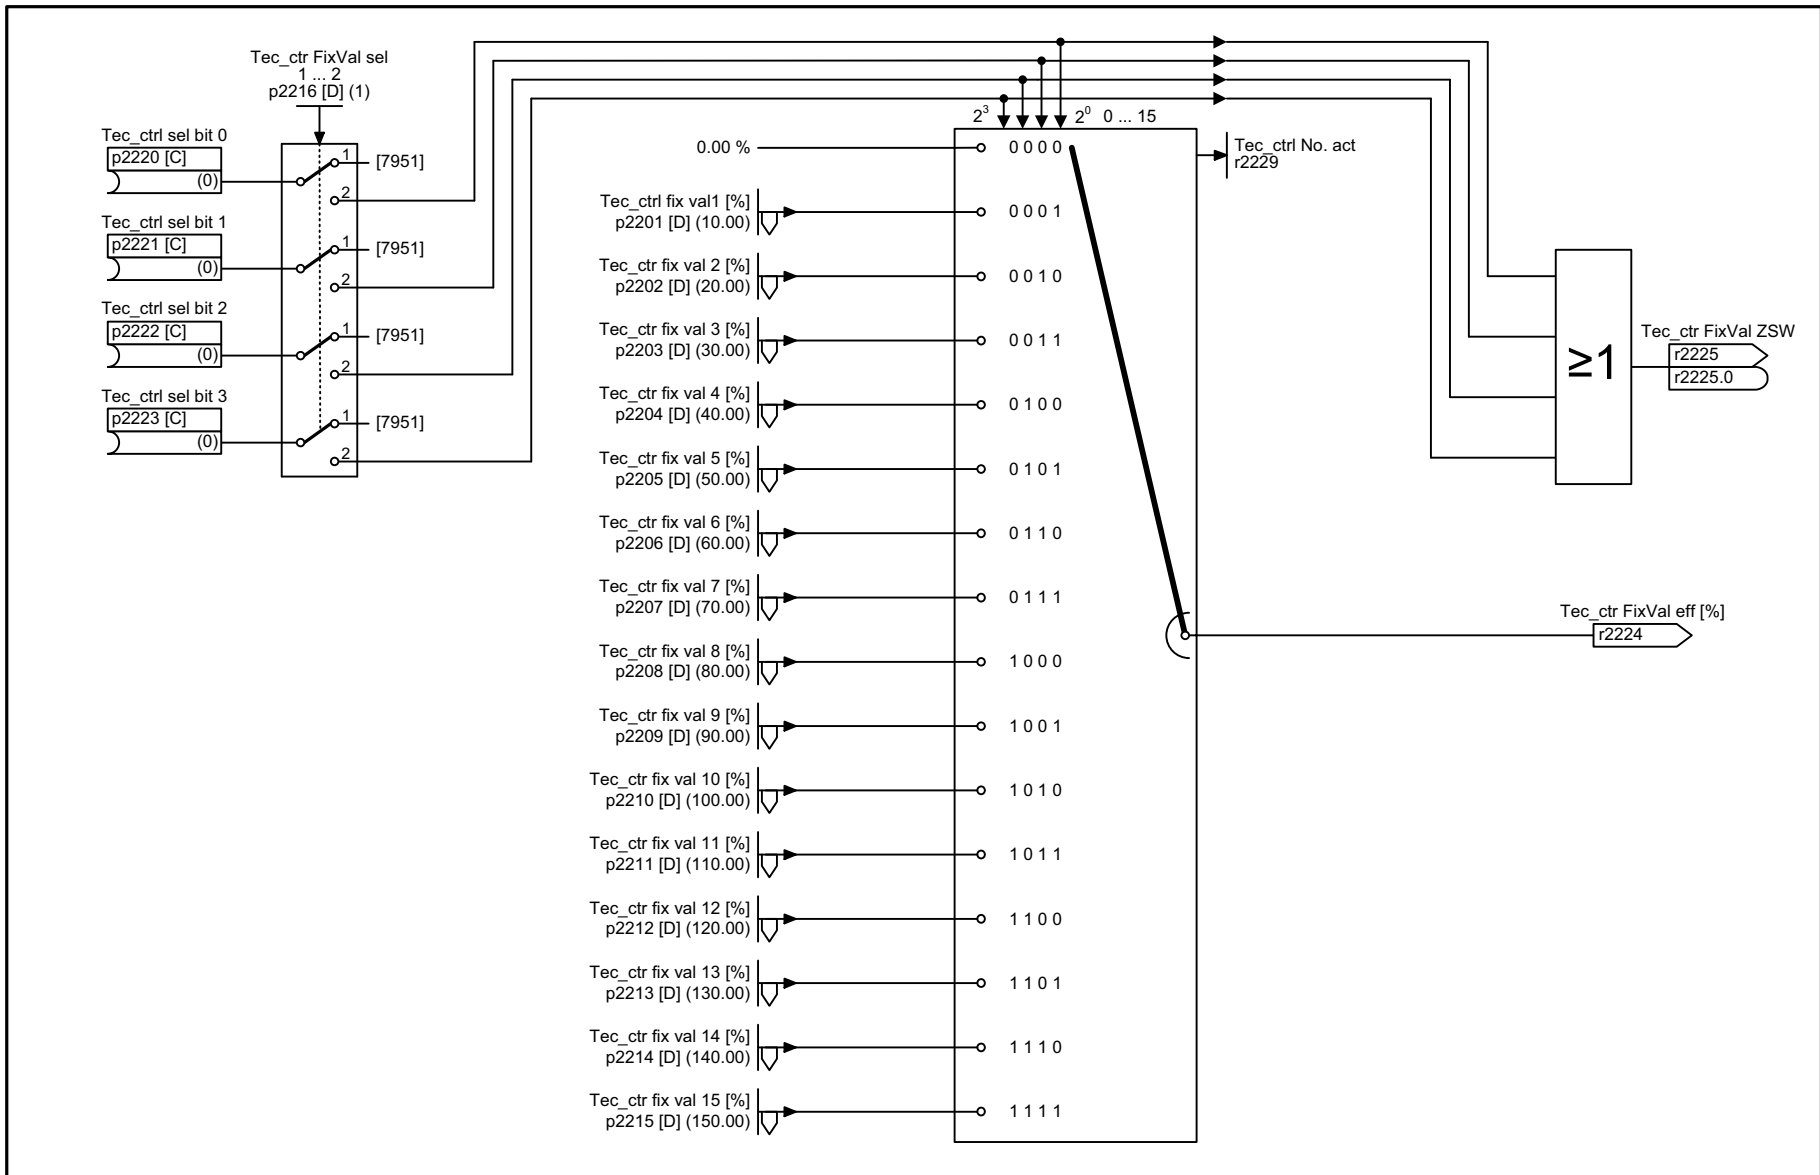 Tec_ctr FixVal sel
1 ... 2
p2216 [D] (1)
Tec_ctrl sel bit 0
p2220 [C]
(0)
1
[7951]
2
Tec_ctrl sel bit 1
p2221 [C]
(0)
1
[7951]
2
Tec_ctrl sel bit 2
p2222 [C]
(0)
1
[7951]
2
Tec_ctrl sel bit 3
p2223 [C]
(0)
1
[7951]
2
2³ 2⁰ 0 ... 15
0.00 % 0 0 0 0
Tec_ctrl No. act
r2229
Tec_ctrl fix val1 [%]
p2201 [D] (10.00)
0 0 0 1
Tec_ctr fix val 2 [%]
p2202 [D] (20.00)
0 0 1 0
Tec_ctr fix val 3 [%]
p2203 [D] (30.00)
0 0 1 1
Tec_ctr fix val 4 [%]
p2204 [D] (40.00)
0 1 0 0
Tec_ctr fix val 5 [%]
p2205 [D] (50.00)
0 1 0 1
Tec_ctr fix val 6 [%]
p2206 [D] (60.00)
0 1 1 0
Tec_ctr fix val 7 [%]
p2207 [D] (70.00)
0 1 1 1
Tec_ctr fix val 8 [%]
p2208 [D] (80.00)
1 0 0 0
Tec_ctr fix val 9 [%]
p2209 [D] (90.00)
1 0 0 1
Tec_ctr fix val 10 [%]
p2210 [D] (100.00)
1 0 1 0
Tec_ctr fix val 11 [%]
p2211 [D] (110.00)
1 0 1 1
Tec_ctr fix val 12 [%]
p2212 [D] (120.00)
1 1 0 0
Tec_ctr fix val 13 [%]
p2213 [D] (130.00)
1 1 0 1
Tec_ctr fix val 14 [%]
p2214 [D] (140.00)
1 1 1 0
Tec_ctr fix val 15 [%]
p2215 [D] (150.00)
1 1 1 1
≥1
Tec_ctr FixVal ZSW
r2225
r2225.0
Tec_ctr FixVal eff [%]
r2224